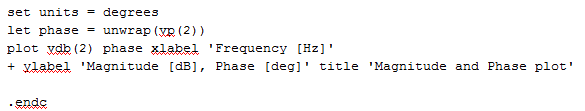 set units = degrees
let phase = unwrap(vp(2))
plot vdb(2) phase xlabel 'Frequency [Hz]'
+ ylabel 'Magnitude [dB], Phase [deg]' title 'Magnitude and Phase plot'
.endc